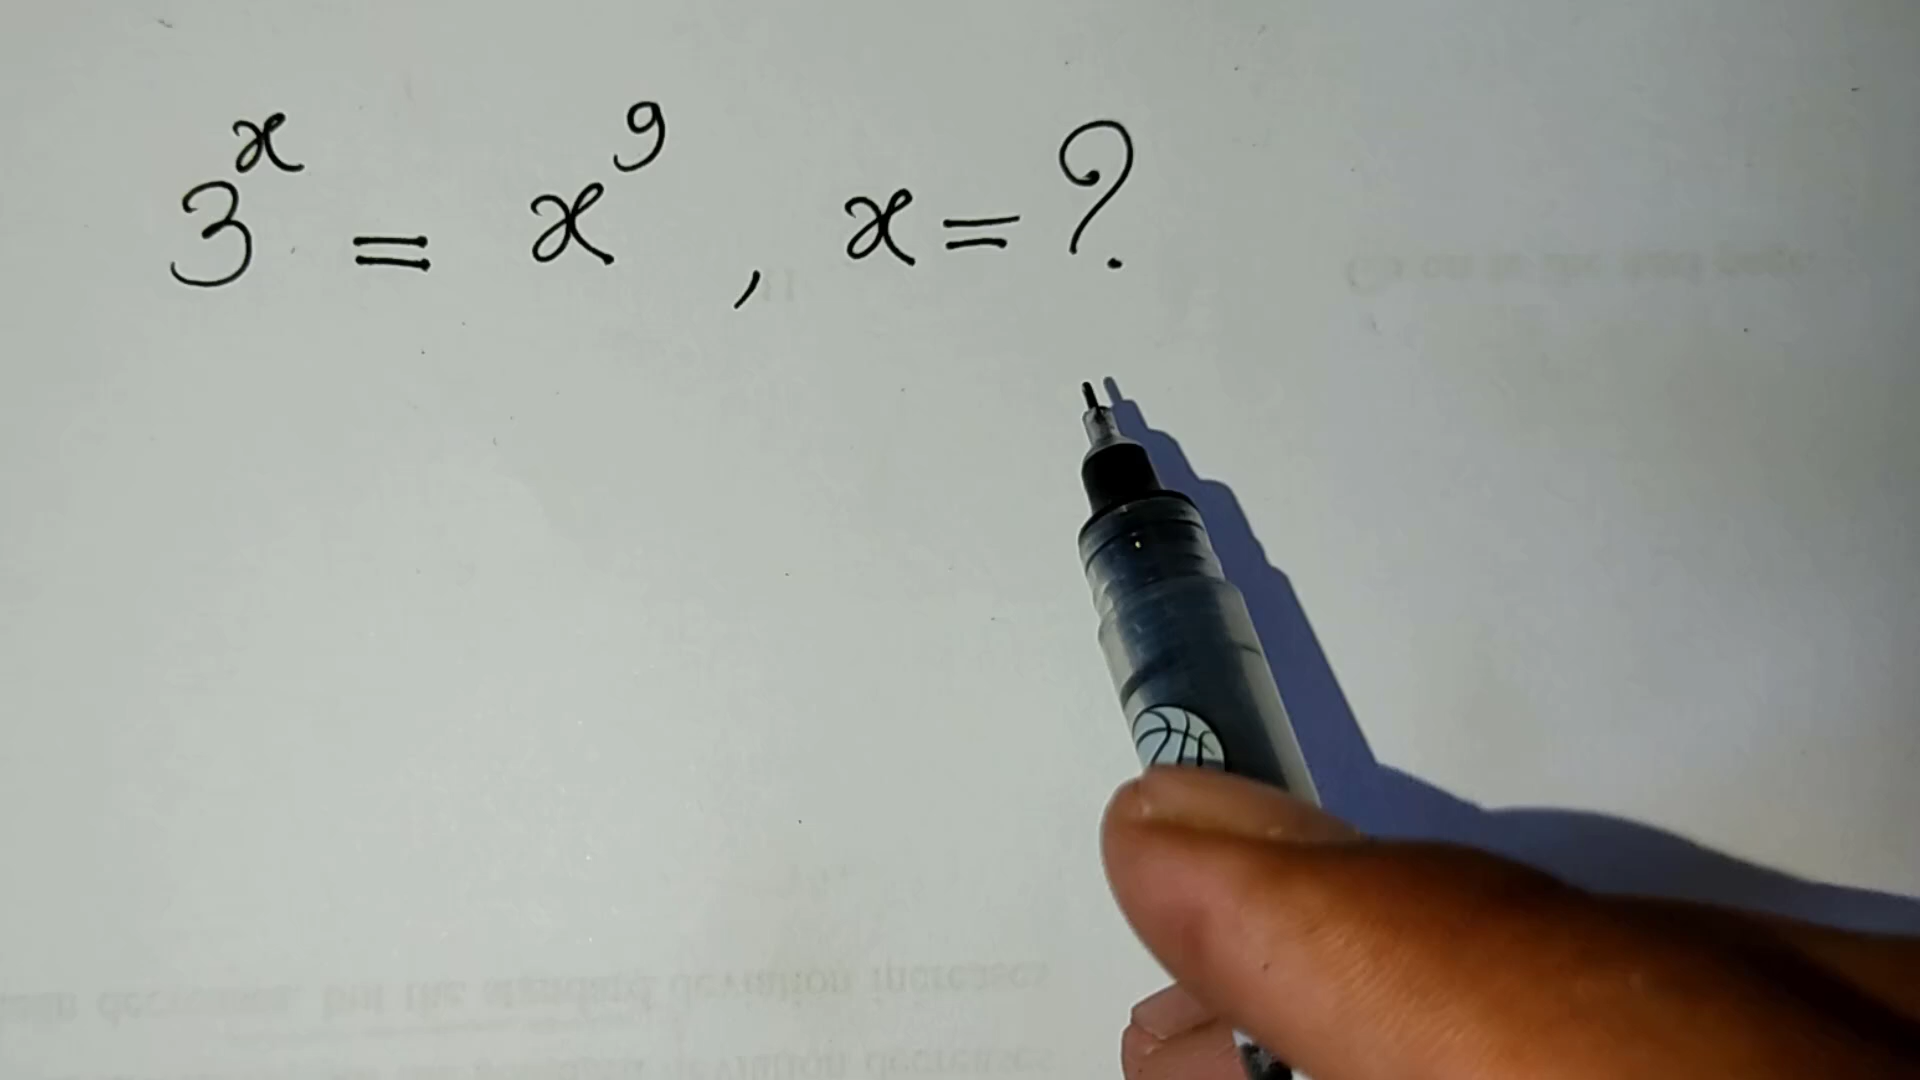 3^x = x^9 , x = ?